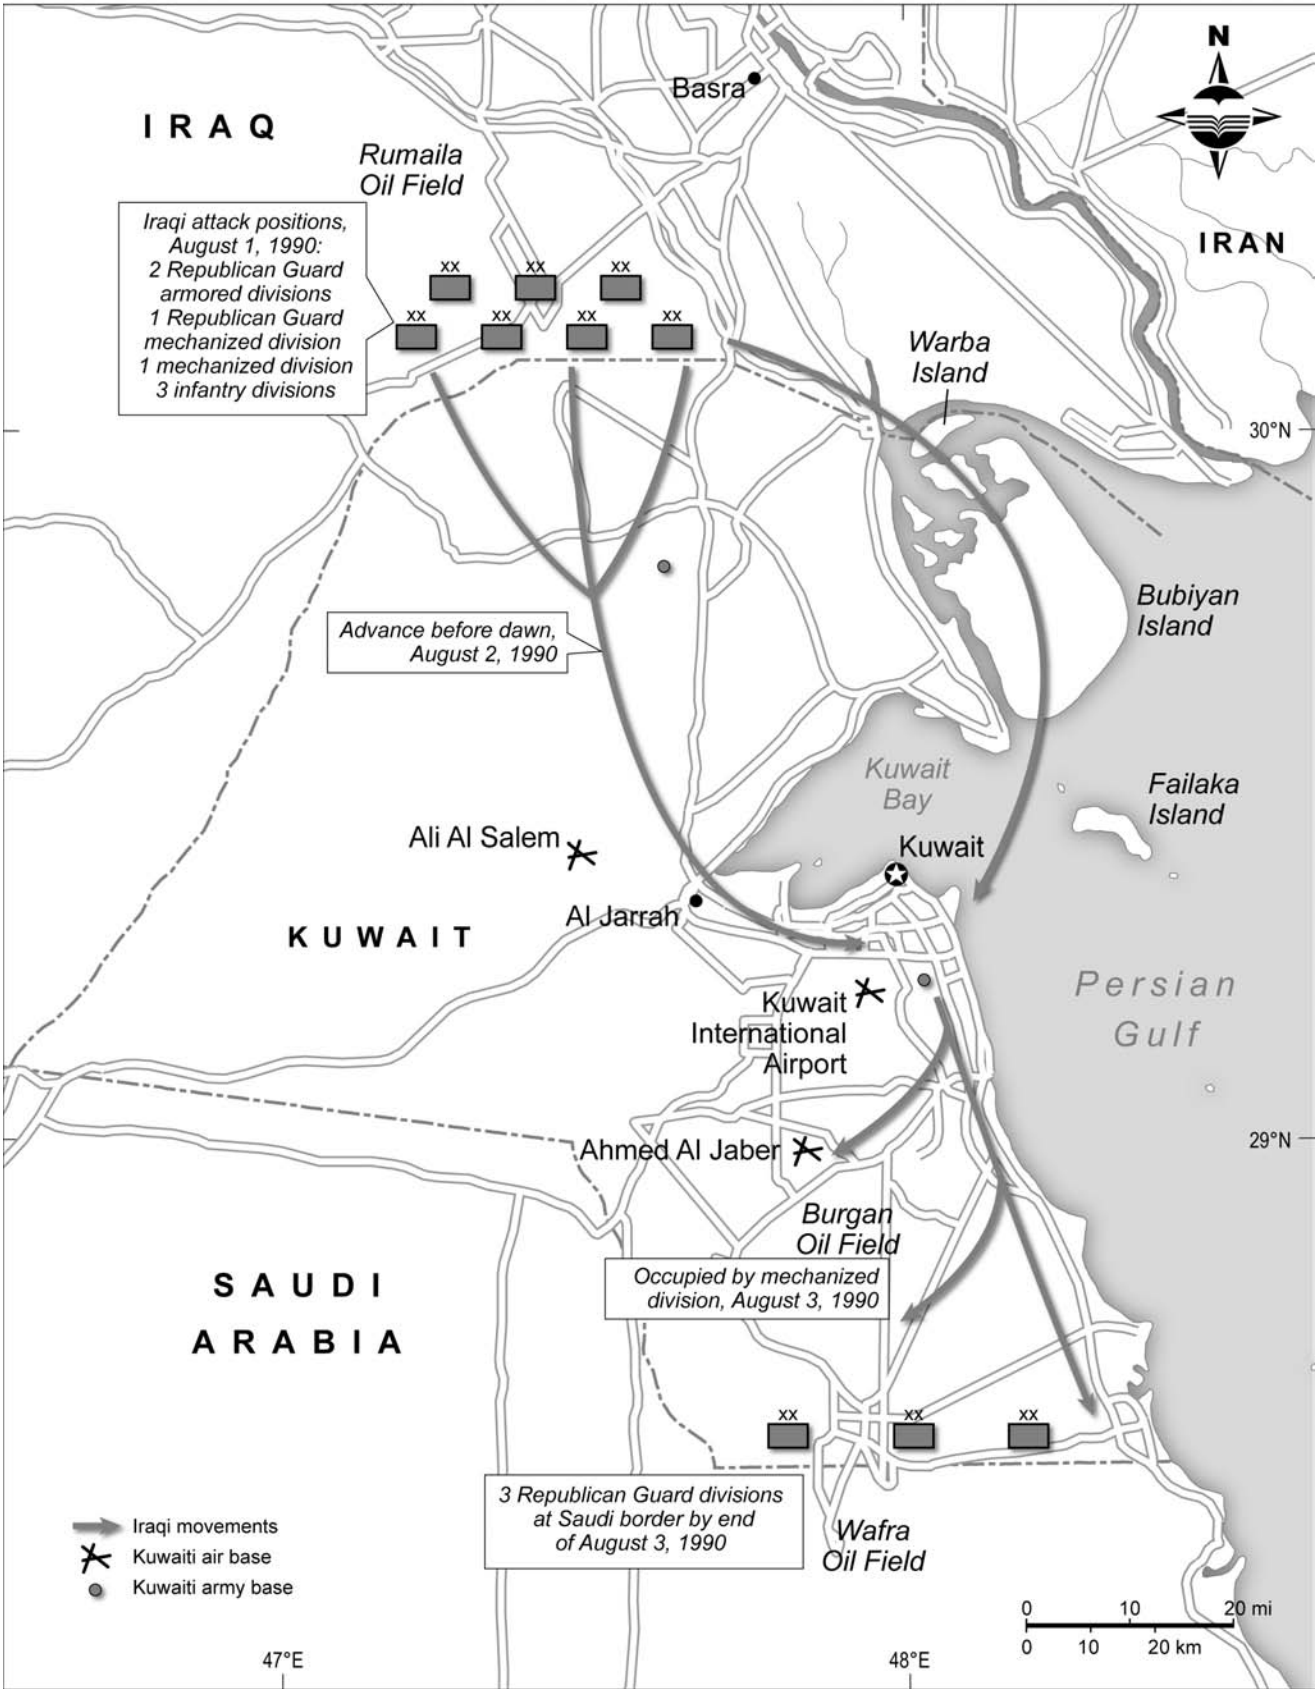 N
Basra
IRAQ
Rumaila
Oil Field
IRAN
Iraqi attack positions,
August 1, 1990:
2 Republican Guard
armored divisions
1 Republican Guard
mechanized division
1 mechanized division
3 infantry divisions
xx xx xx
xx xx xx xx
Warba
Island
30°N
Bubiyan
Island
Advance before dawn,
August 2, 1990
Kuwait
Bay
Failaka
Island
Ali Al Salem
Kuwait
Al Jarrah
KUWAIT
Persian
Gulf
Kuwait
International
Airport
29°N
Ahmed Al Jaber
Burgan
Oil Field
Occupied by mechanized
division, August 3, 1990
SAUDI
ARABIA
xx xx xx
3 Republican Guard divisions
at Saudi border by end
of August 3, 1990
Wafra
Oil Field
Iraqi movements
Kuwaiti air base
Kuwaiti army base
0 10 20 mi
0 10 20 km
47°E 48°E